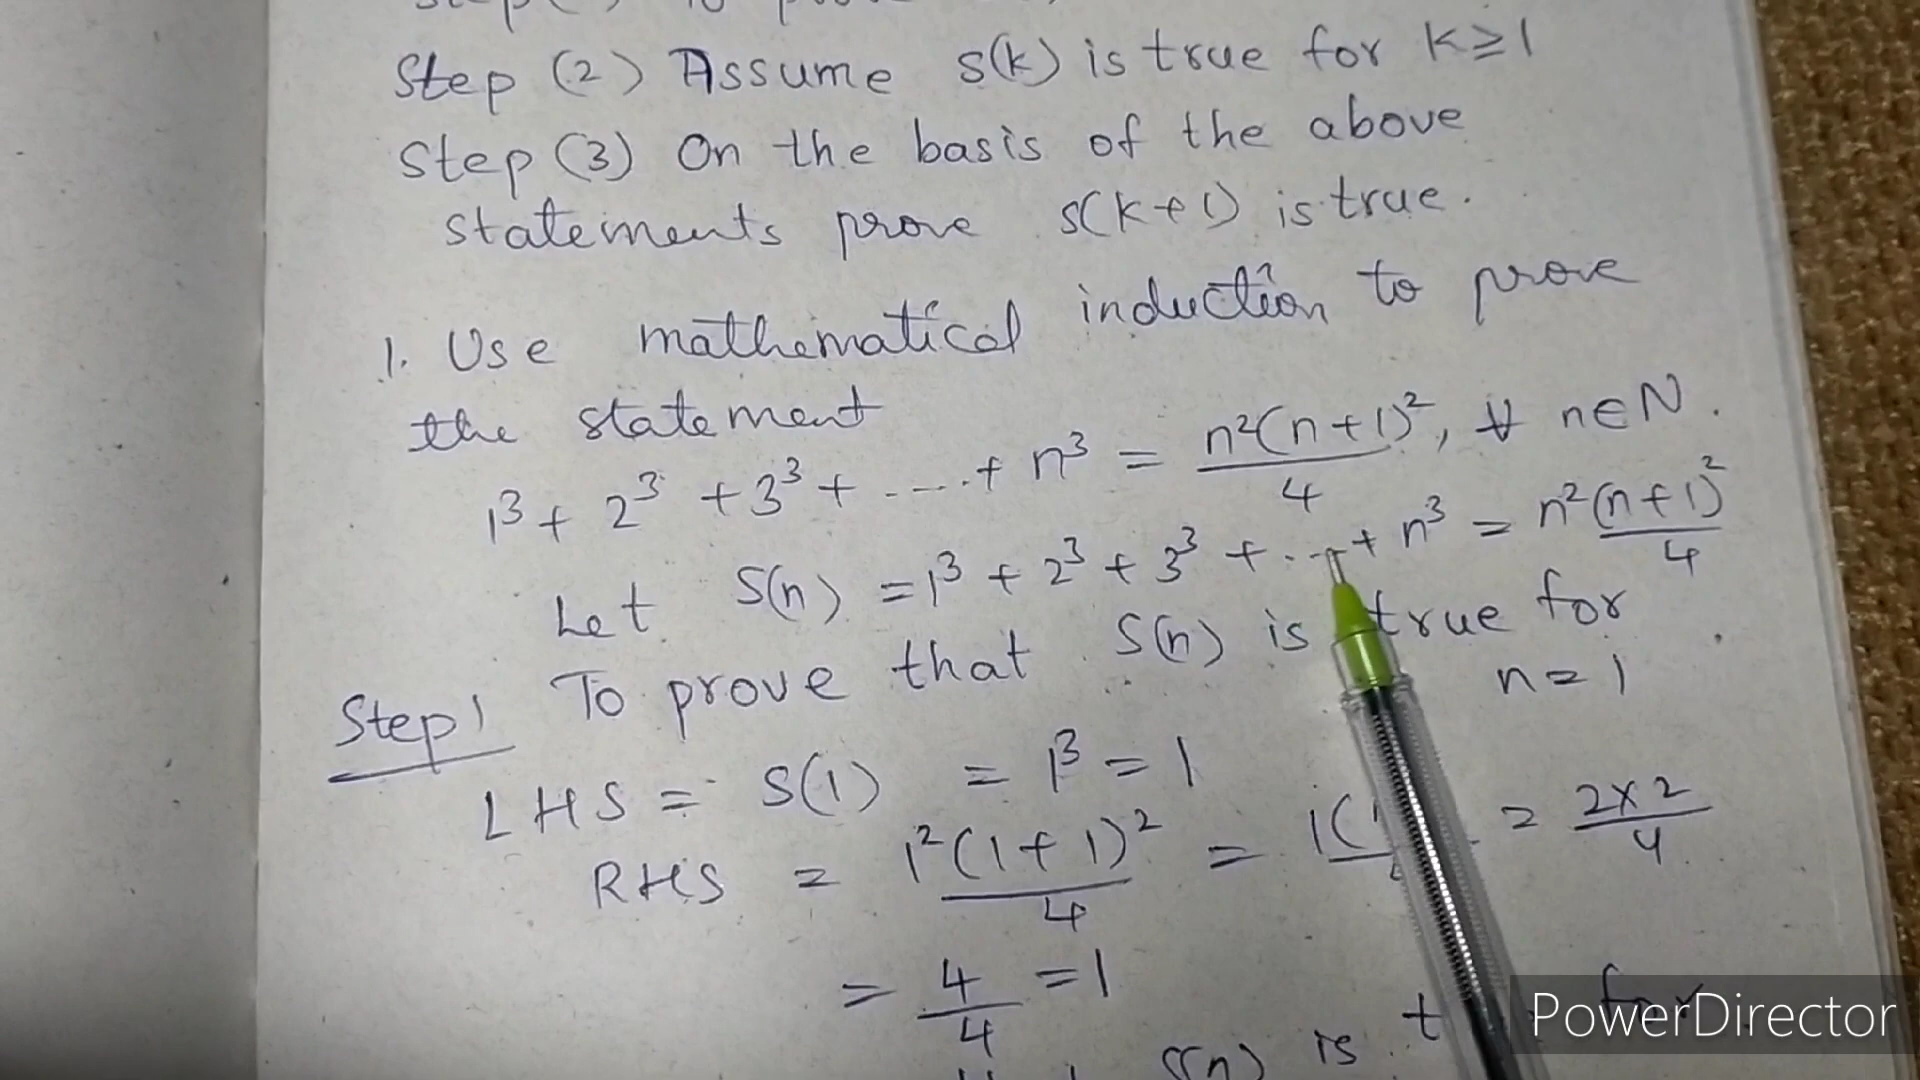 Step (2) Assume S(k) is true for K≥1
Step (3) On the basis of the above
statements prove S(K+1) is true.
1. Use mathematical induction to prove
the statement
1³ + 2³ + 3³ + ....+ n³ = n²(n+1)²/4, ∀ n∈N.
Let S(n) = 1³ + 2³ + 3³ + ...+ n³ = n²(n+1)²/4
Step 1 To prove that S(n) is true for
n=1
LHS = S(1) = 1³ = 1
RHS = 1²(1+1)²/4 = 1( = 2×2/4
= 4/4 = 1
S(n) is for
PowerDirector